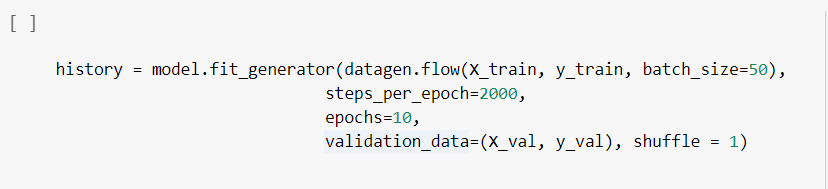 [ ]
history = model.fit_generator(datagen.flow(X_train, y_train, batch_size=50),
steps_per_epoch=2000,
epochs=10,
validation_data=(X_val, y_val), shuffle = 1)